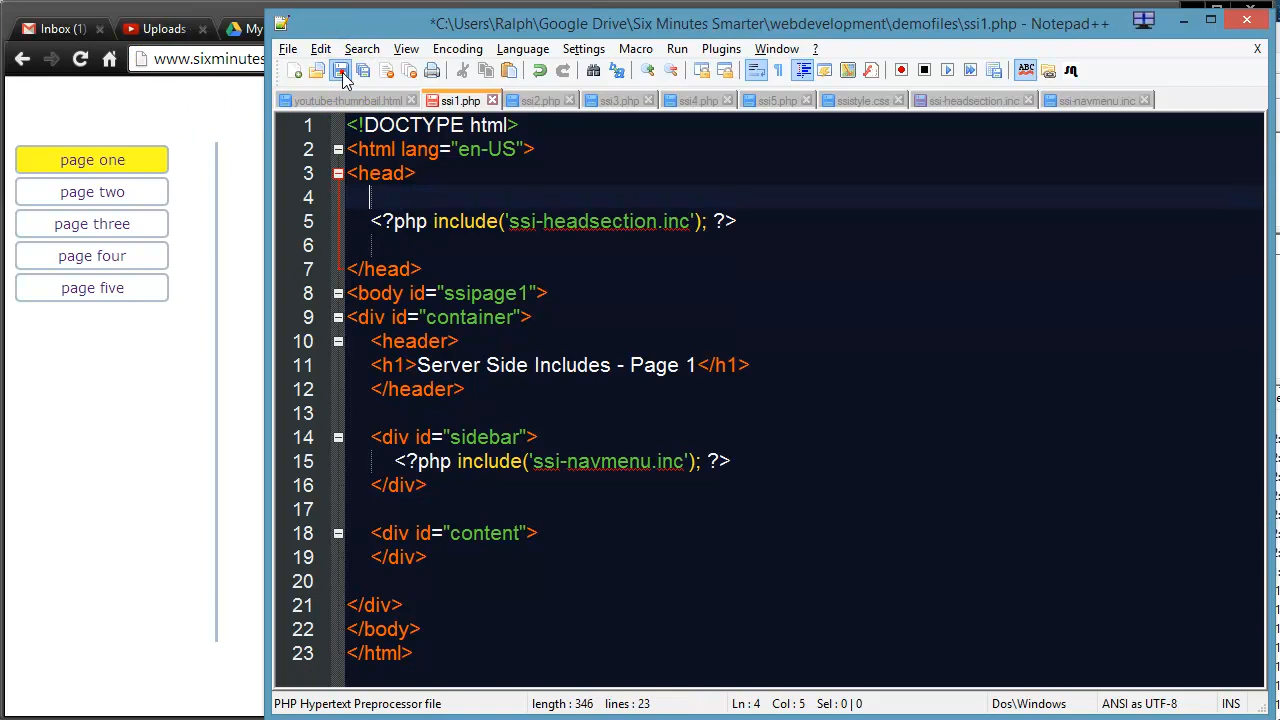 Inbox (1)
Uploads
My
www.sixminutes
page one
page two
page three
page four
page five
*C:\Users\Ralph\Google Drive\Six Minutes Smarter\webdevelopment\demofiles\ssi1.php - Notepad++
File Edit Search View Encoding Language Settings Macro Run Plugins Window ? X
youtube-thumbnail.html ssi1.php ssi2.php ssi3.php ssi4.php ssi5.php ssistyle.css ssi-headsection.inc ssi-navmenu.inc
1 <!DOCTYPE html>
2 <html lang="en-US">
3 <head>
4
5 <?php include('ssi-headsection.inc'); ?>
6
7 </head>
8 <body id="ssipage1">
9 <div id="container">
10 <header>
11 <h1>Server Side Includes - Page 1</h1>
12 </header>
13
14 <div id="sidebar">
15 <?php include('ssi-navmenu.inc'); ?>
16 </div>
17
18 <div id="content">
19 </div>
20
21 </div>
22 </body>
23 </html>
PHP Hypertext Preprocessor file length : 346 lines : 23 Ln : 4 Col : 5 Sel : 0 | 0 Dos\Windows ANSI as UTF-8 INS